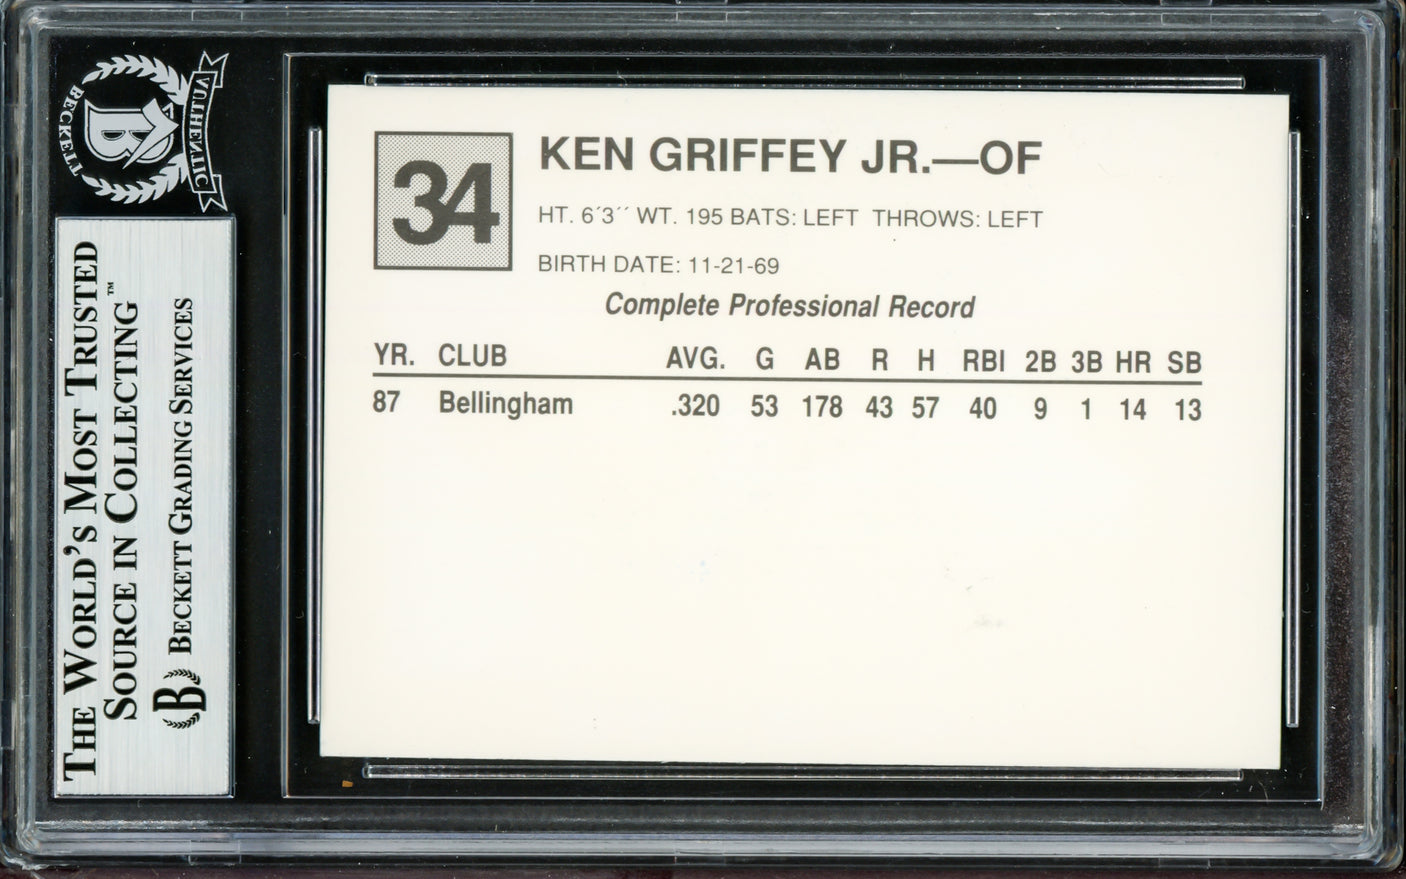 BECKETT
AUTHENTIC
B
THE WORLD'S MOST TRUSTED
SOURCE IN COLLECTING™
B BECKETT GRADING SERVICES
34
KEN GRIFFEY JR.—OF
HT. 6´3´´ WT. 195 BATS: LEFT THROWS: LEFT
BIRTH DATE: 11-21-69
Complete Professional Record
YR. CLUB AVG. G AB R H RBI 2B 3B HR SB
87 Bellingham .320 53 178 43 57 40 9 1 14 13